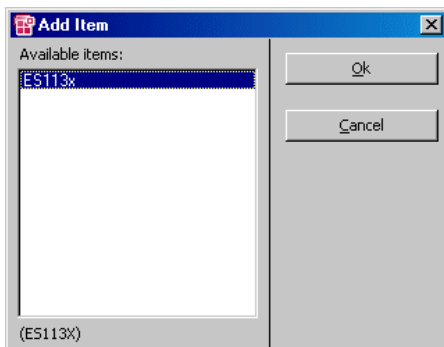 Add Item
Available items:
ES113x
Ok
Cancel
(ES113X)